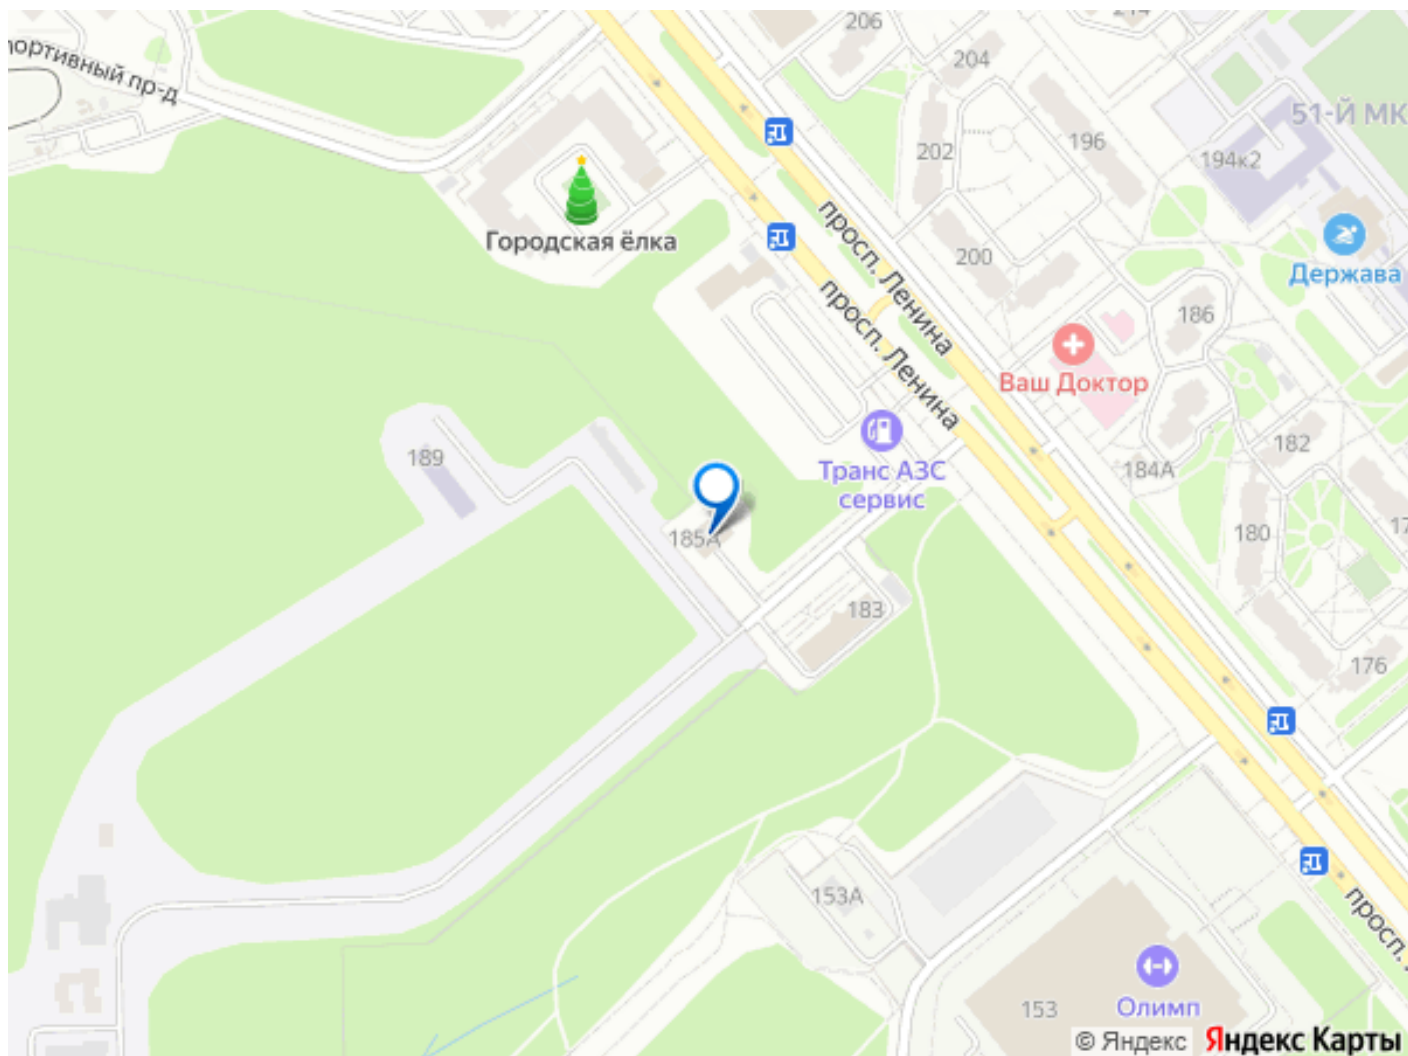 206
204
портивный пр-д
51-Й МК
196
202
194к2
просп. Ленина
Городская ёлка
200
Держава
просп. Ленина
186
Ваш Доктор
189
182
Транс АЗС
сервис
184А
180
17
185А
183
176
153А
просп.
153
Олимп
© Яндекс
Яндекс Карты